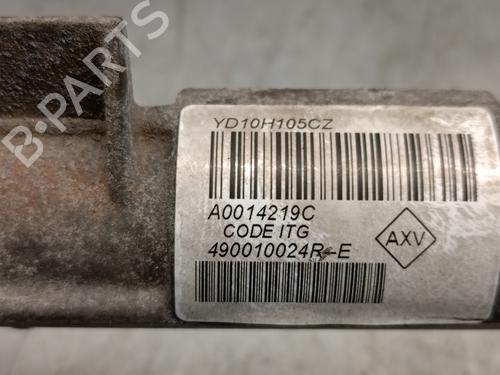 B-PARTS
YD10H105CZ
A0014219C
CODE ITG
490010024R-E
AXV